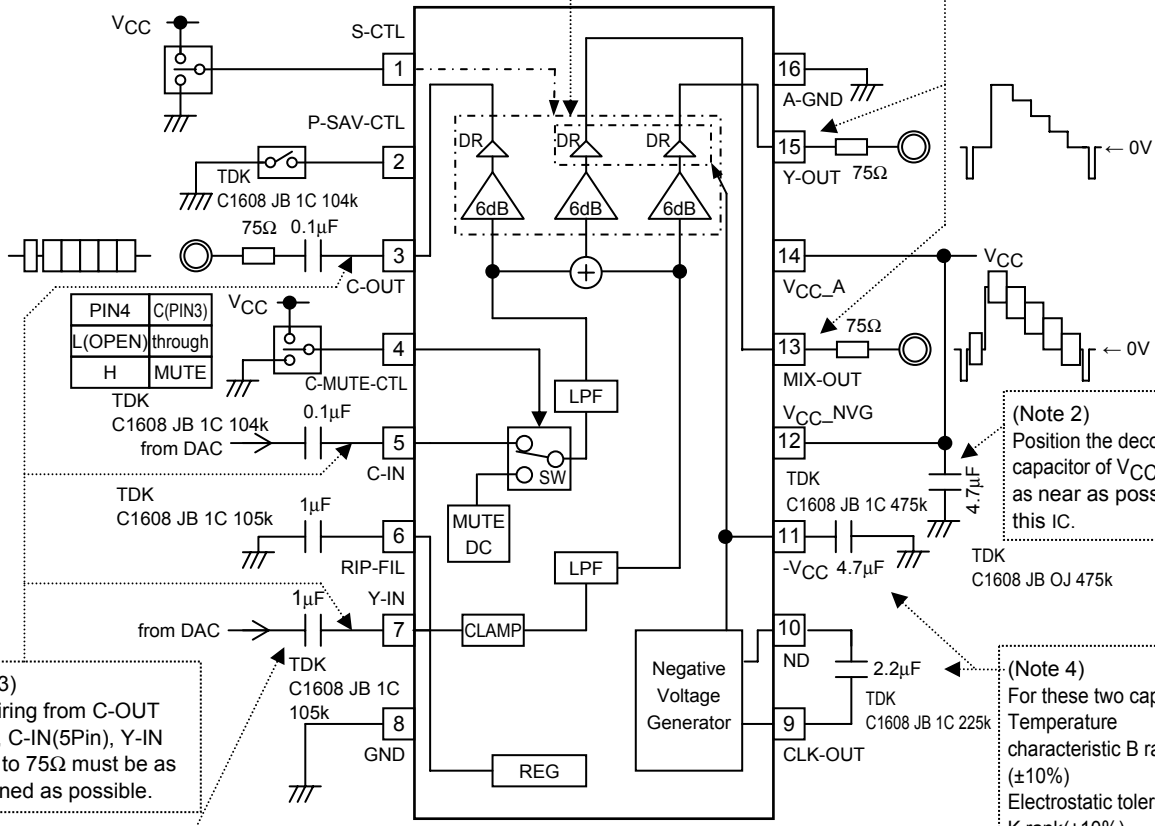 VCC
S-CTL
1
P-SAV-CTL
2
TDK
C1608 JB 1C 104k
75Ω 0.1μF
3
C-OUT
PIN4 C(PIN3)
L(OPEN) through
H MUTE
VCC
4
C-MUTE-CTL
TDK
C1608 JB 1C 104k
0.1μF
from DAC
5
C-IN
TDK
C1608 JB 1C 105k
1μF
6
RIP-FIL
Y-IN
1μF
from DAC
7
TDK
C1608 JB 1C
105k
8
GND
3)
iring from C-OUT
, C-IN(5Pin), Y-IN
to 75Ω must be as
ned as possible.
DR DR DR
6dB 6dB 6dB
+
LPF
SW
MUTE
DC
LPF
CLAMP
REG
Negative
Voltage
Generator
16
A-GND
15
Y-OUT 75Ω
← 0V
14
VCC_A
VCC
75Ω
13
MIX-OUT
← 0V
VCC_NVG
12
4.7μF
TDK
C1608 JB 1C 475k
11
-VCC 4.7μF
TDK
C1608 JB OJ 475k
10
ND
2.2μF
TDK
C1608 JB 1C 225k
9
CLK-OUT
(Note 2)
Position the deco
capacitor of VCC
as near as poss
this IC.
(Note 4)
For these two cap
Temperature
characteristic B ra
(±10%)
Electrostatic toler
K rank(±10%)